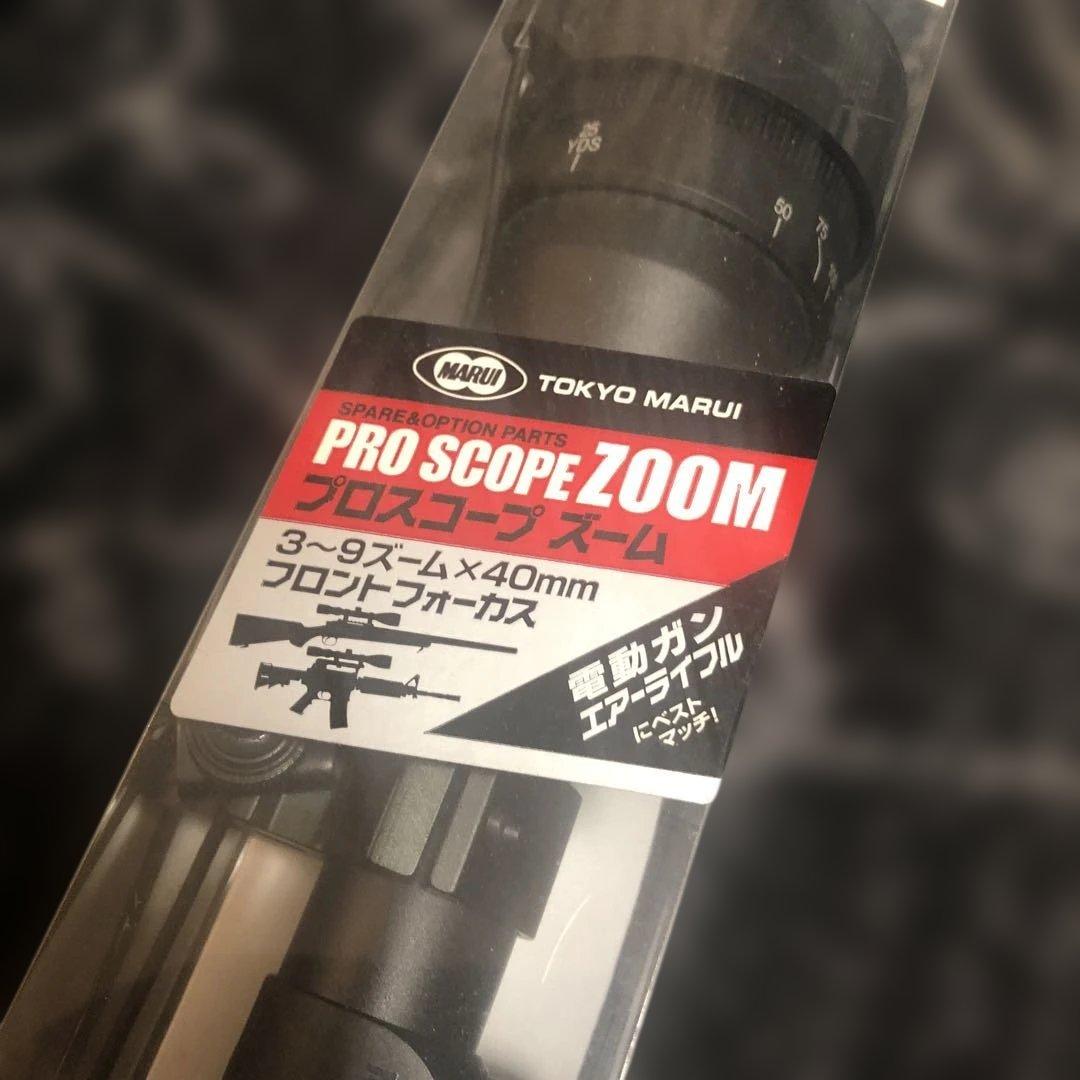 25
YDS
50
75
MARUI
TOKYO MARUI
SPARE&OPTION PARTS
PRO SCOPE ZOOM
プロスコープ ズーム
3〜9ズーム×40mm
フロントフォーカス
電動ガン
エアーライフル
にベスト
マッチ!